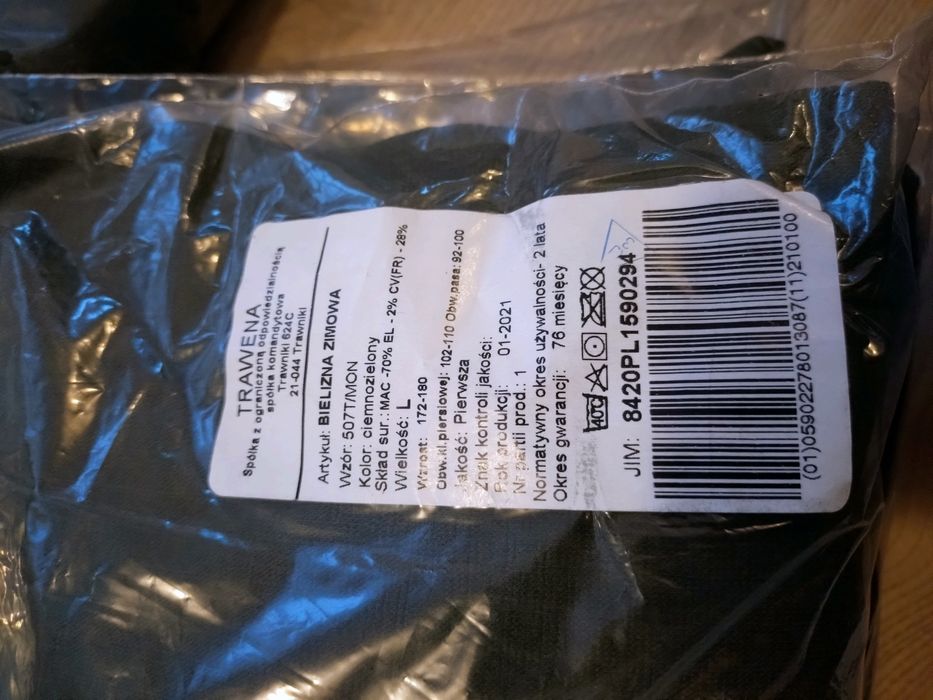 TRAWENA
Spółka z ograniczoną odpowiedzialnością
spółka komandytowa
Trawniki 624C
21-044 Trawniki
Artykuł: BIELIZNA ZIMOWA
Wzór: 507T/MON
Kolor: ciemnozielony
Skład sur.: MAC -70% EL - 2% CV(FR) - 28%
Wielkość: L
Wzrost: 172-180
Obw.kl.piersiowej: 102-110 Obw.pasa: 92-100
Jakość: Pierwsza
Znak kontroli jakości:
Rok produkcji: 01-2021
Nr partii prod.: 1
Normatywny okres używalności- 2 lata
Okres gwarancji: 76 miesięcy
40°
JIM: 8420PL1590294
(01)05902278013087(11)210100